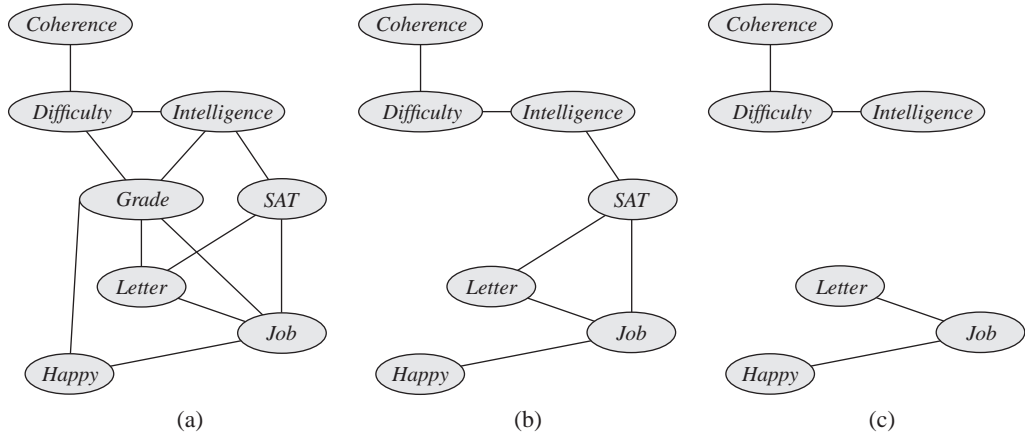 Coherence
Difficulty
Intelligence
Grade
SAT
Letter
Job
Happy
(a)
Coherence
Difficulty
Intelligence
SAT
Letter
Job
Happy
(b)
Coherence
Difficulty
Intelligence
Letter
Job
Happy
(c)